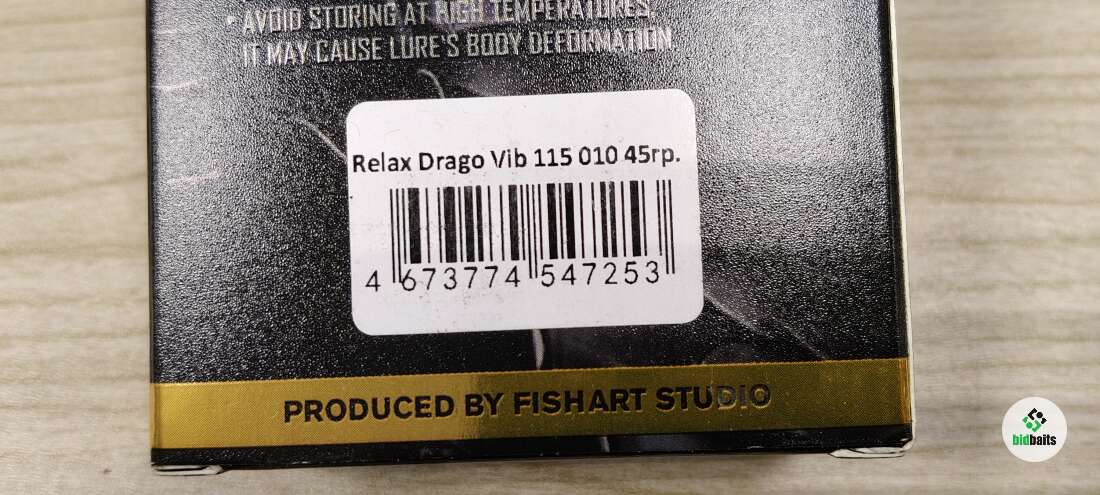 • AVOID STORING AT HIGH TEMPERATURES.
IT MAY CAUSE LURE'S BODY DEFORMATION
Relax Drago Vib 115 010 45гр.
4 673774 547253
PRODUCED BY FISHART STUDIO
bidbaits